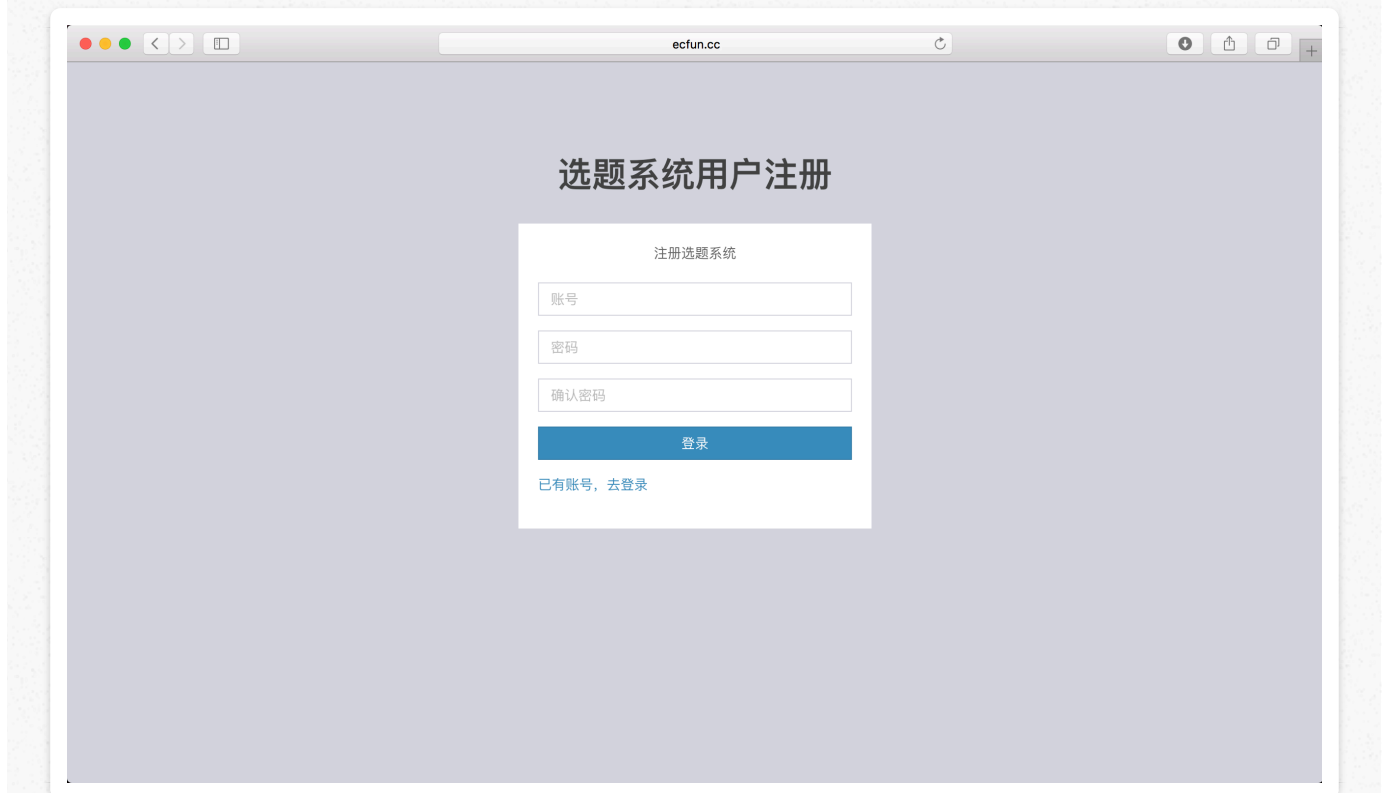 ecfun.cc
选题系统用户注册
注册选题系统
账号
密码
确认密码
登录
已有账号，去登录